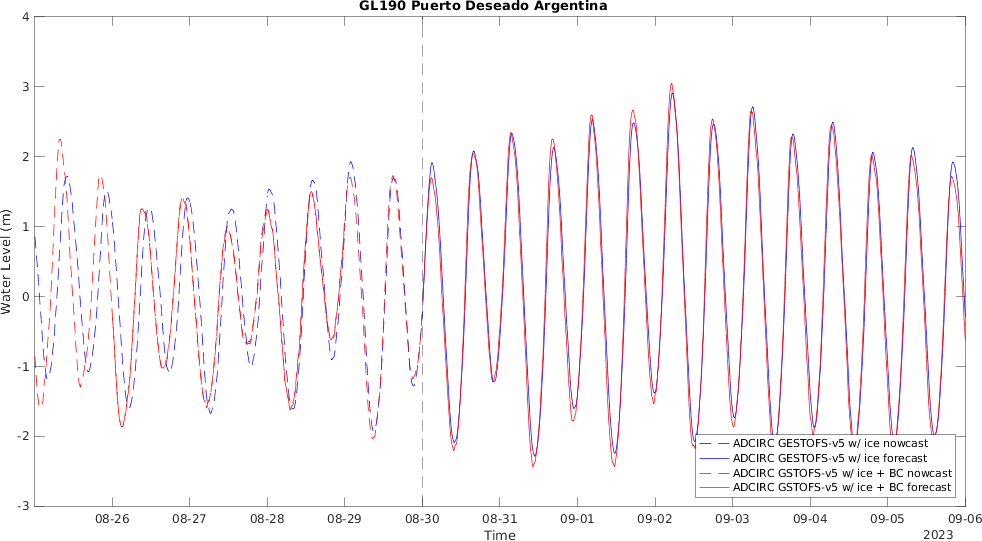 GL190 Puerto Deseado Argentina
4
3
2
1
0
-1
-2
-3
Water Level (m)
ADCIRC GESTOFS-v5 w/ ice nowcast
ADCIRC GESTOFS-v5 w/ ice forecast
ADCIRC GSTOFS-v5 w/ ice + BC nowcast
ADCIRC GSTOFS-v5 w/ ice + BC forecast
08-26 08-27 08-28 08-29 08-30 08-31 09-01 09-02 09-03 09-04 09-05 09-06
Time
2023